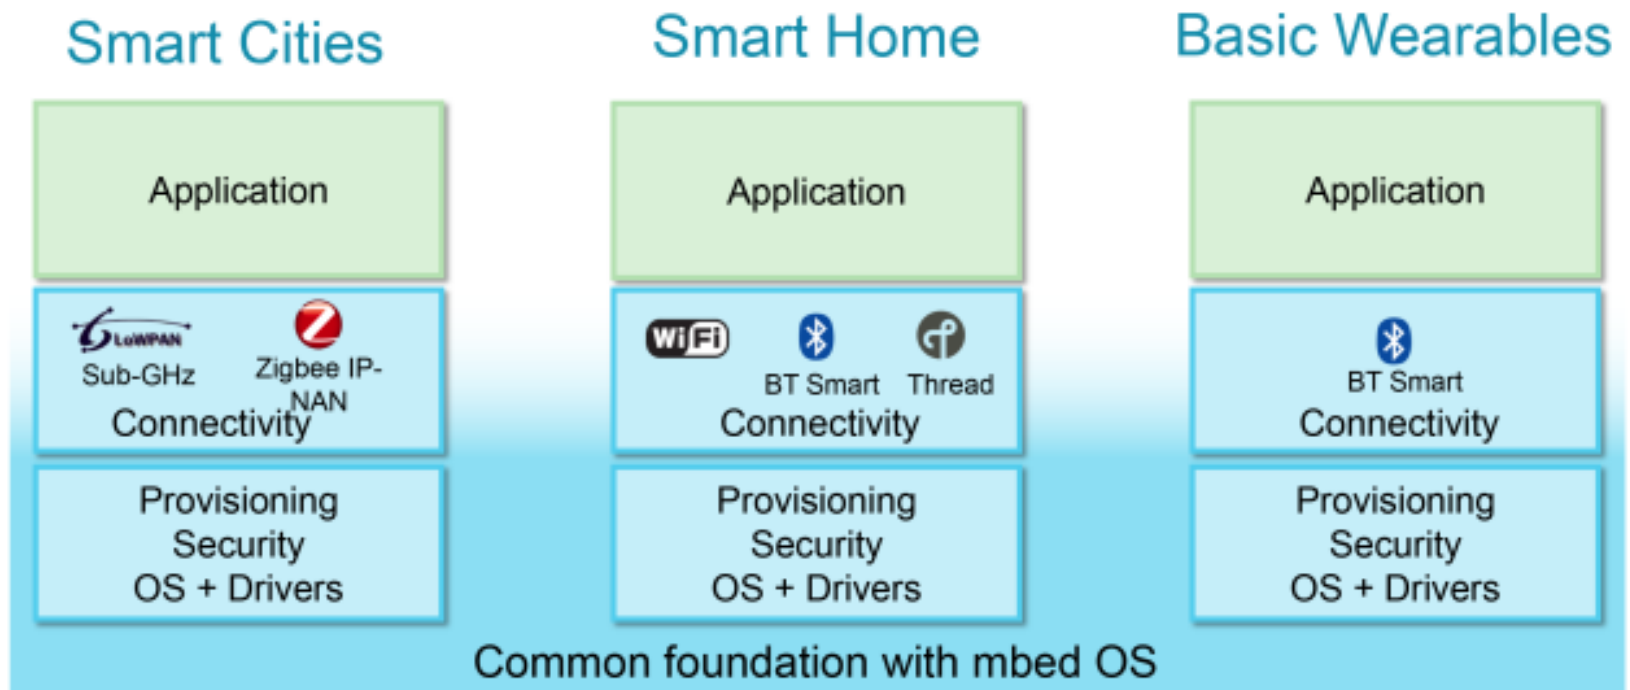 Smart Cities
Smart Home
Basic Wearables
Application
Application
Application
6LoWPAN
Sub-GHz
Zigbee IP-
NAN
Connectivity
WiFi
BT Smart
Thread
Connectivity
BT Smart
Connectivity
Provisioning
Security
OS + Drivers
Provisioning
Security
OS + Drivers
Provisioning
Security
OS + Drivers
Common foundation with mbed OS